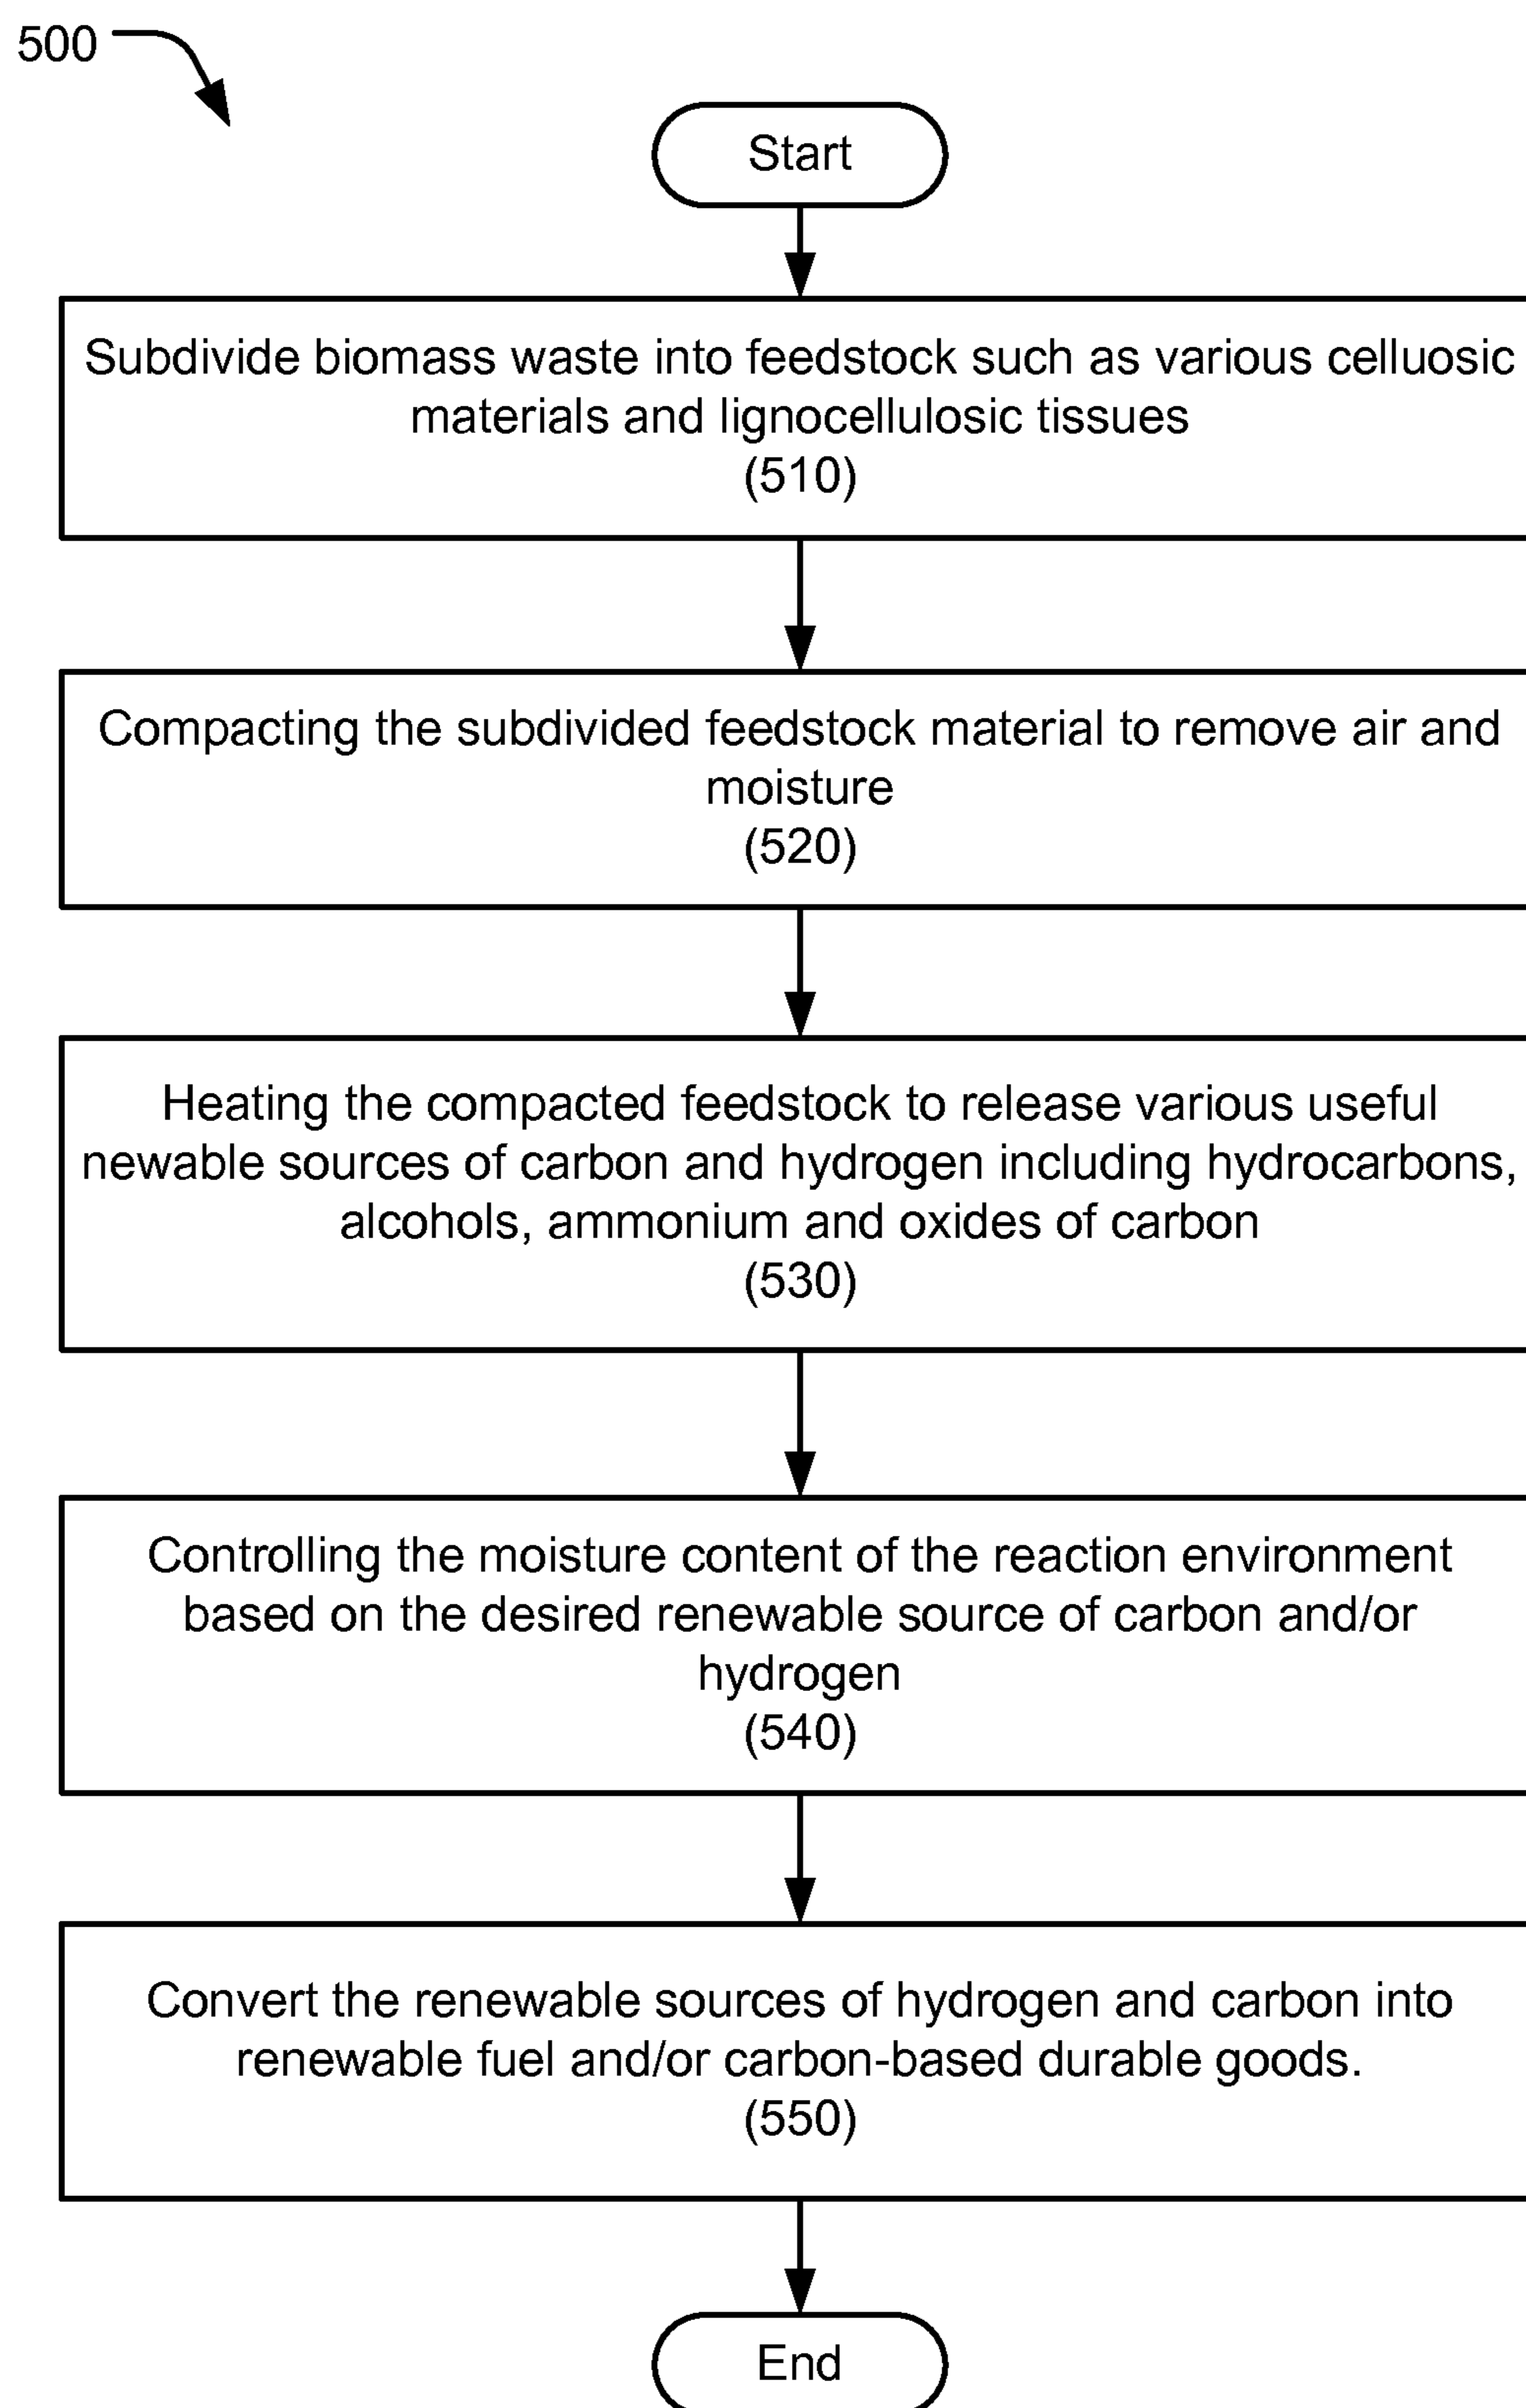 500
Start
Subdivide biomass waste into feedstock such as various celluosic
materials and lignocellulosic tissues
(510)
Compacting the subdivided feedstock material to remove air and
moisture
(520)
Heating the compacted feedstock to release various useful
newable sources of carbon and hydrogen including hydrocarbons,
alcohols, ammonium and oxides of carbon
(530)
Controlling the moisture content of the reaction environment
based on the desired renewable source of carbon and/or
hydrogen
(540)
Convert the renewable sources of hydrogen and carbon into
renewable fuel and/or carbon-based durable goods.
(550)
End